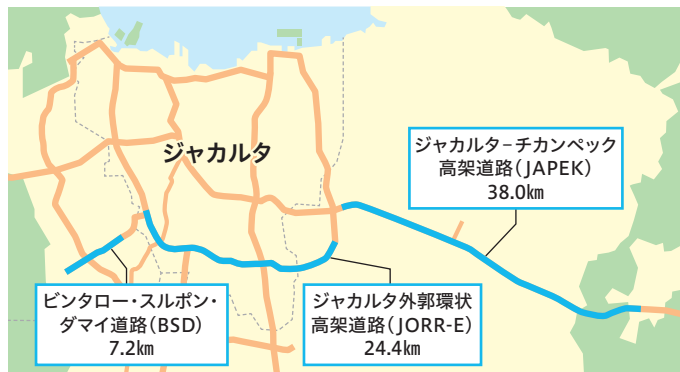 ジャカルタ
ジャカルタ−チカンペック
高架道路（JAPEK）
38.0㎞
ビンタロー・スルポン・
ダマイ道路（BSD）
7.2㎞
ジャカルタ外郭環状
高架道路（JORR-E）
24.4㎞